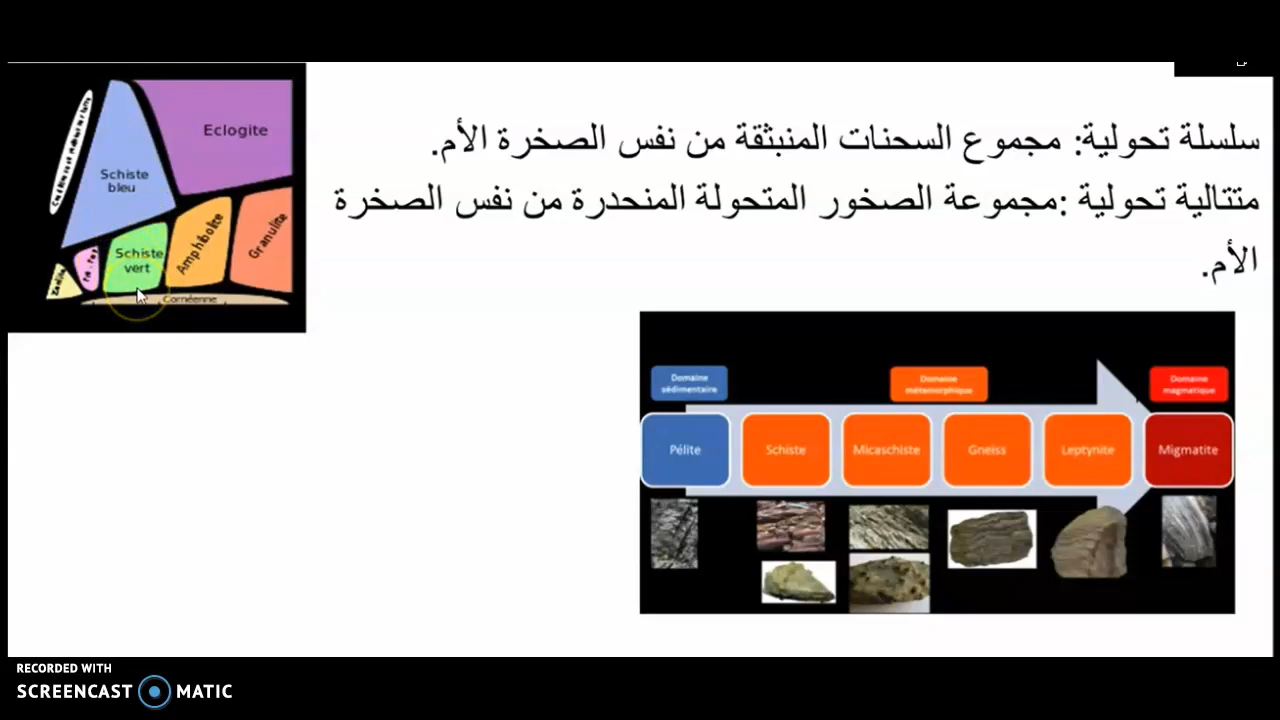 سلسلة تحولية: مجموع السحنات المنبثقة من نفس الصخرة الأم.
متتالية تحولية :مجموعة الصخور المتحولة المنحدرة من نفس الصخرة
الأم.
Eclogite
Schiste
bleu
Schiste
vert
Amphibolite
Granulite
Cornéenne
Domaine
sédimentaire
Domaine
métamorphique
Domaine
magmatique
Pélite
Schiste
Micaschiste
Gneiss
Leptynite
Migmatite
RECORDED WITH
SCREENCAST MATIC